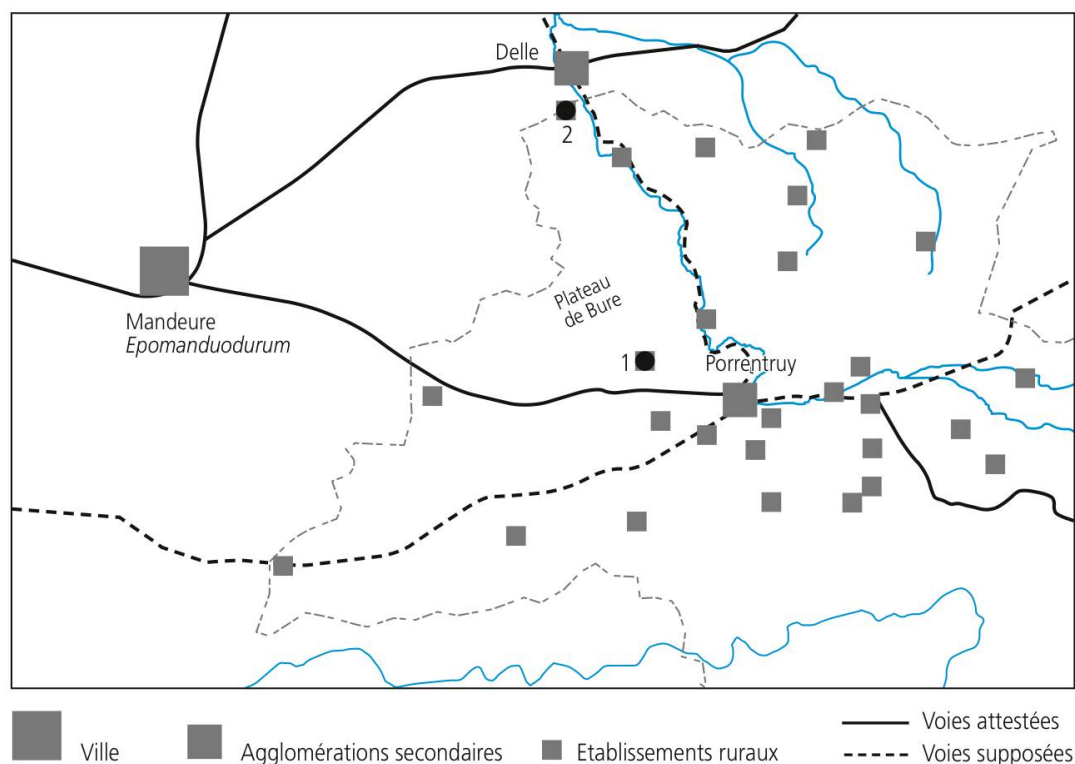 Delle
2
Plateau
de Bure
Mandeure
Epomanduodurum
1
Porrentruy
Ville
Agglomérations secondaires
Etablissements ruraux
Voies attestées
Voies supposées